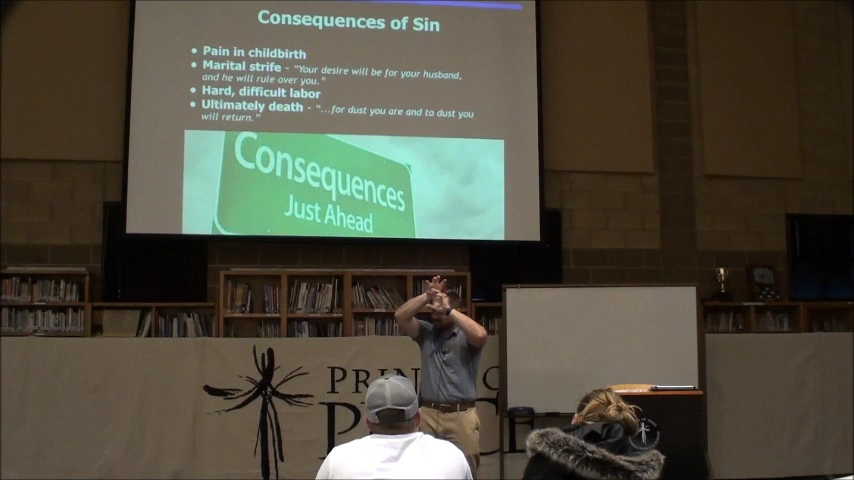 Consequences of Sin
• Pain in childbirth
• Marital strife - "Your desire will be for your husband,
and he will rule over you."
• Hard, difficult labor
• Ultimately death - "...for dust you are and to dust you
will return."
Consequences
Just Ahead